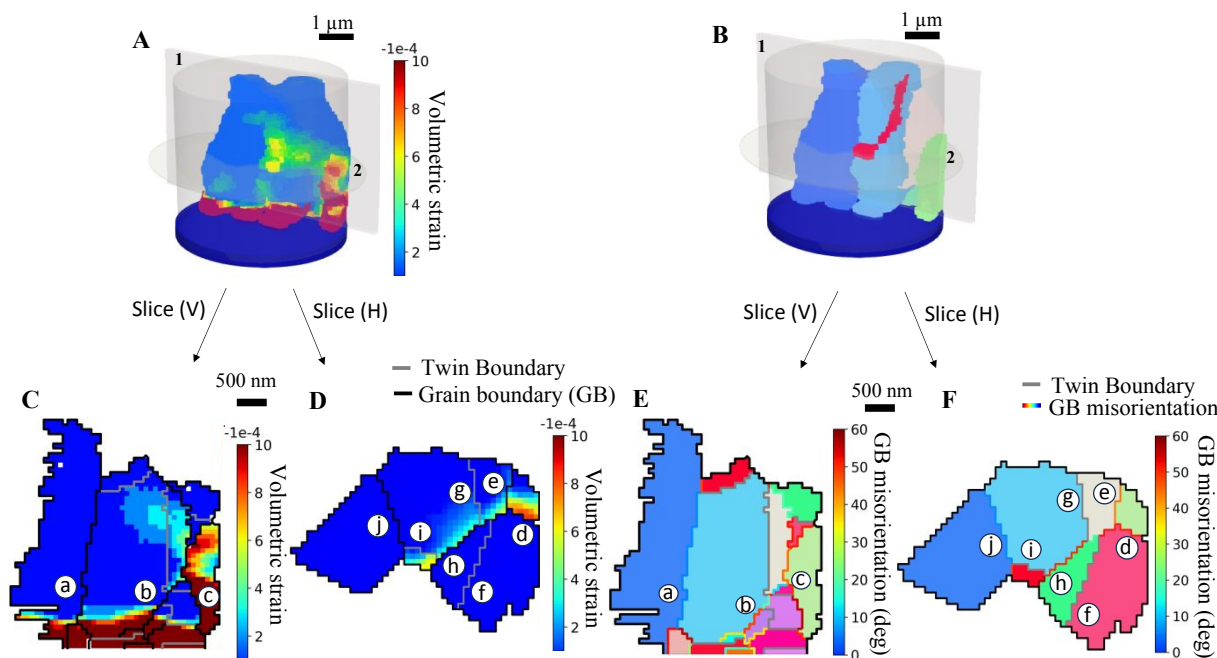 1 µm
A
1
2
-1e-4
10
8
6
4
2
Volumetric strain
1 µm
B
1
2
Slice (V)
Slice (H)
Slice (V)
Slice (H)
500 nm
Twin Boundary
Grain boundary (GB)
C
a
b
c
-1e-4
10
8
6
4
2
Volumetric strain
D
g
e
j
i
d
h
f
-1e-4
10
8
6
4
2
Volumetric strain
500 nm
Twin Boundary
GB misorientation
E
a
b
c
60
50
40
30
20
10
0
GB misorientation (deg)
F
g
e
j
i
d
h
f
60
50
40
30
20
10
0
GB misorientation (deg)